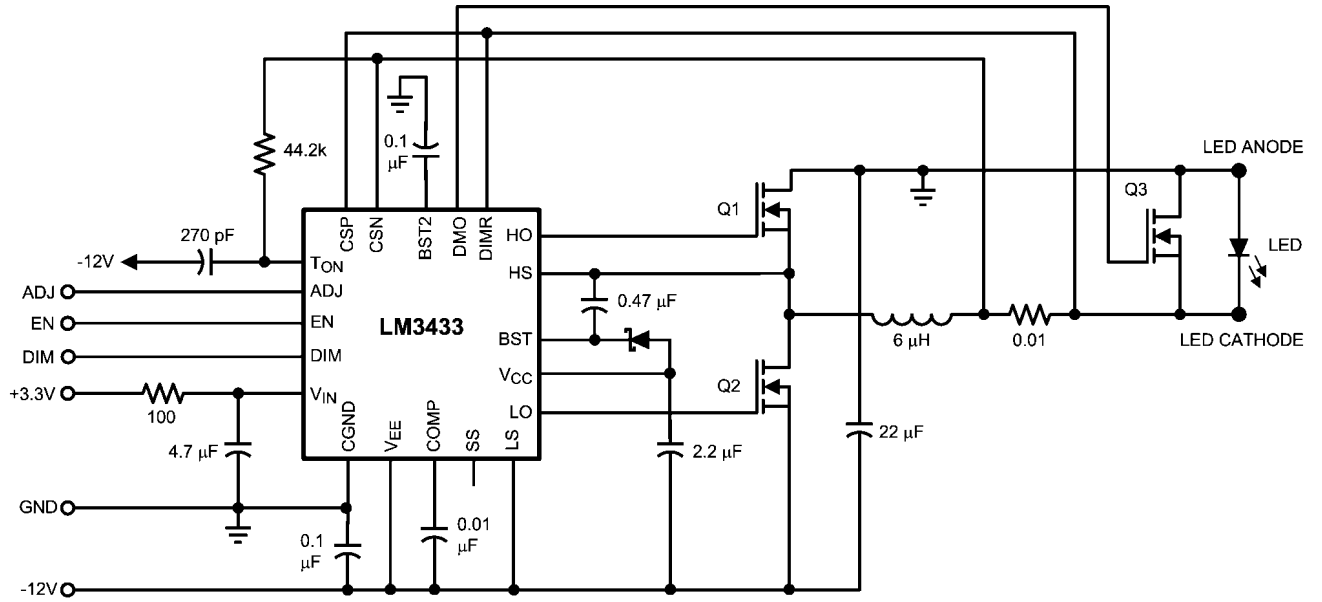 44.2k
0.1
μF
270 pF
-12V
ADJ
EN
DIM
+3.3V
100
4.7 μF
GND
-12V
CSP
CSN
BST2
DMO
DIMR
TON
ADJ
EN
DIM
VIN
LM3433
HO
HS
BST
VCC
LO
CGND
VEE
COMP
SS
LS
0.1
μF
0.01
μF
0.47 μF
2.2 μF
Q1
Q2
6 μH
0.01
22 μF
Q3
LED ANODE
LED
LED CATHODE